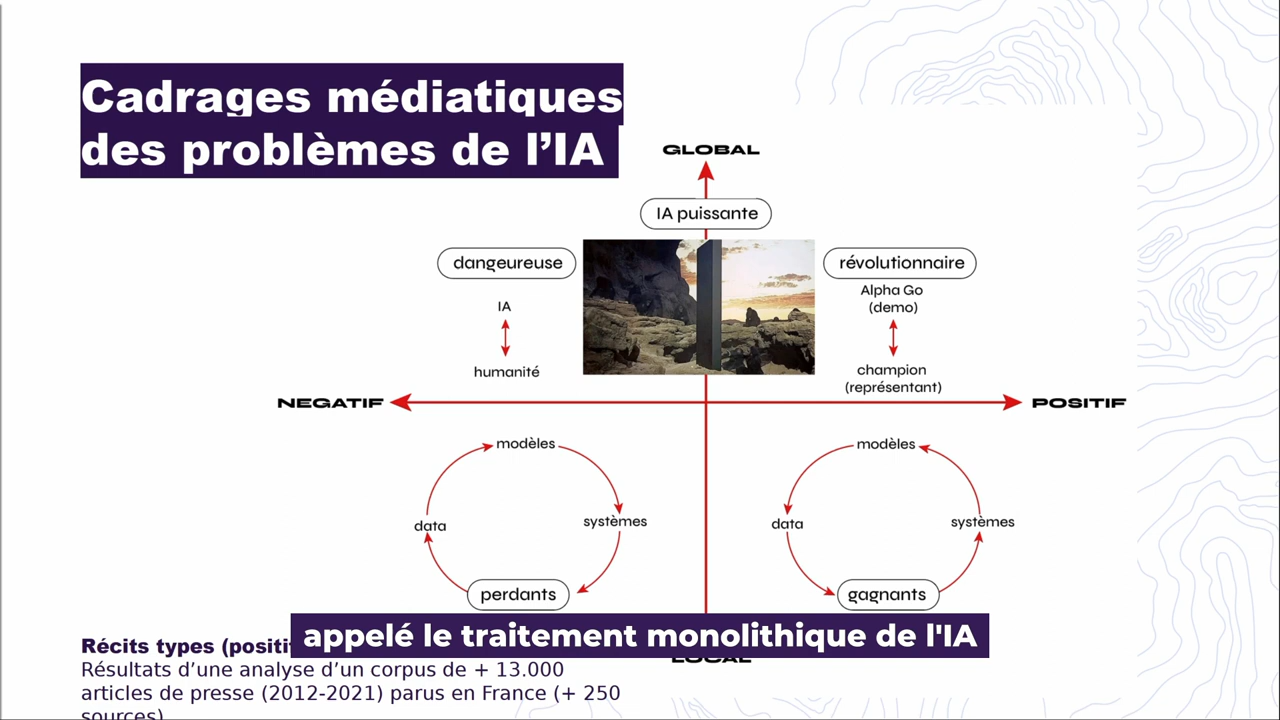 Cadrages médiatiques
des problèmes de l’IA
GLOBAL
IA puissante
dangeureuse
révolutionnaire
IA
humanité
Alpha Go
(demo)
champion
(représentant)
NEGATIF
POSITIF
modèles
data
systèmes
perdants
modèles
data
systèmes
gagnants
appelé le traitement monolithique de l'IA
LOCAL
Récits types (positi
Résultats d’une analyse d’un corpus de + 13.000
articles de presse (2012-2021) parus en France (+ 250
sources)